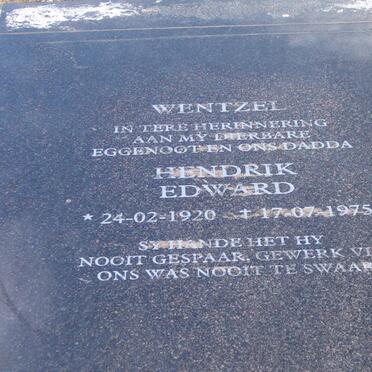 WENTZEL
IN TERE HERINNERING
AAN MY DIERBARE
EGGENOOT EN ONS DADDA
HENDRIK
EDWARD
* 24-02-1920 ✝ 17-07-1975
SY HANDE HET HY
NOOIT GESPAAR, GEWERK VI
ONS WAS NOOIT TE SWAAR